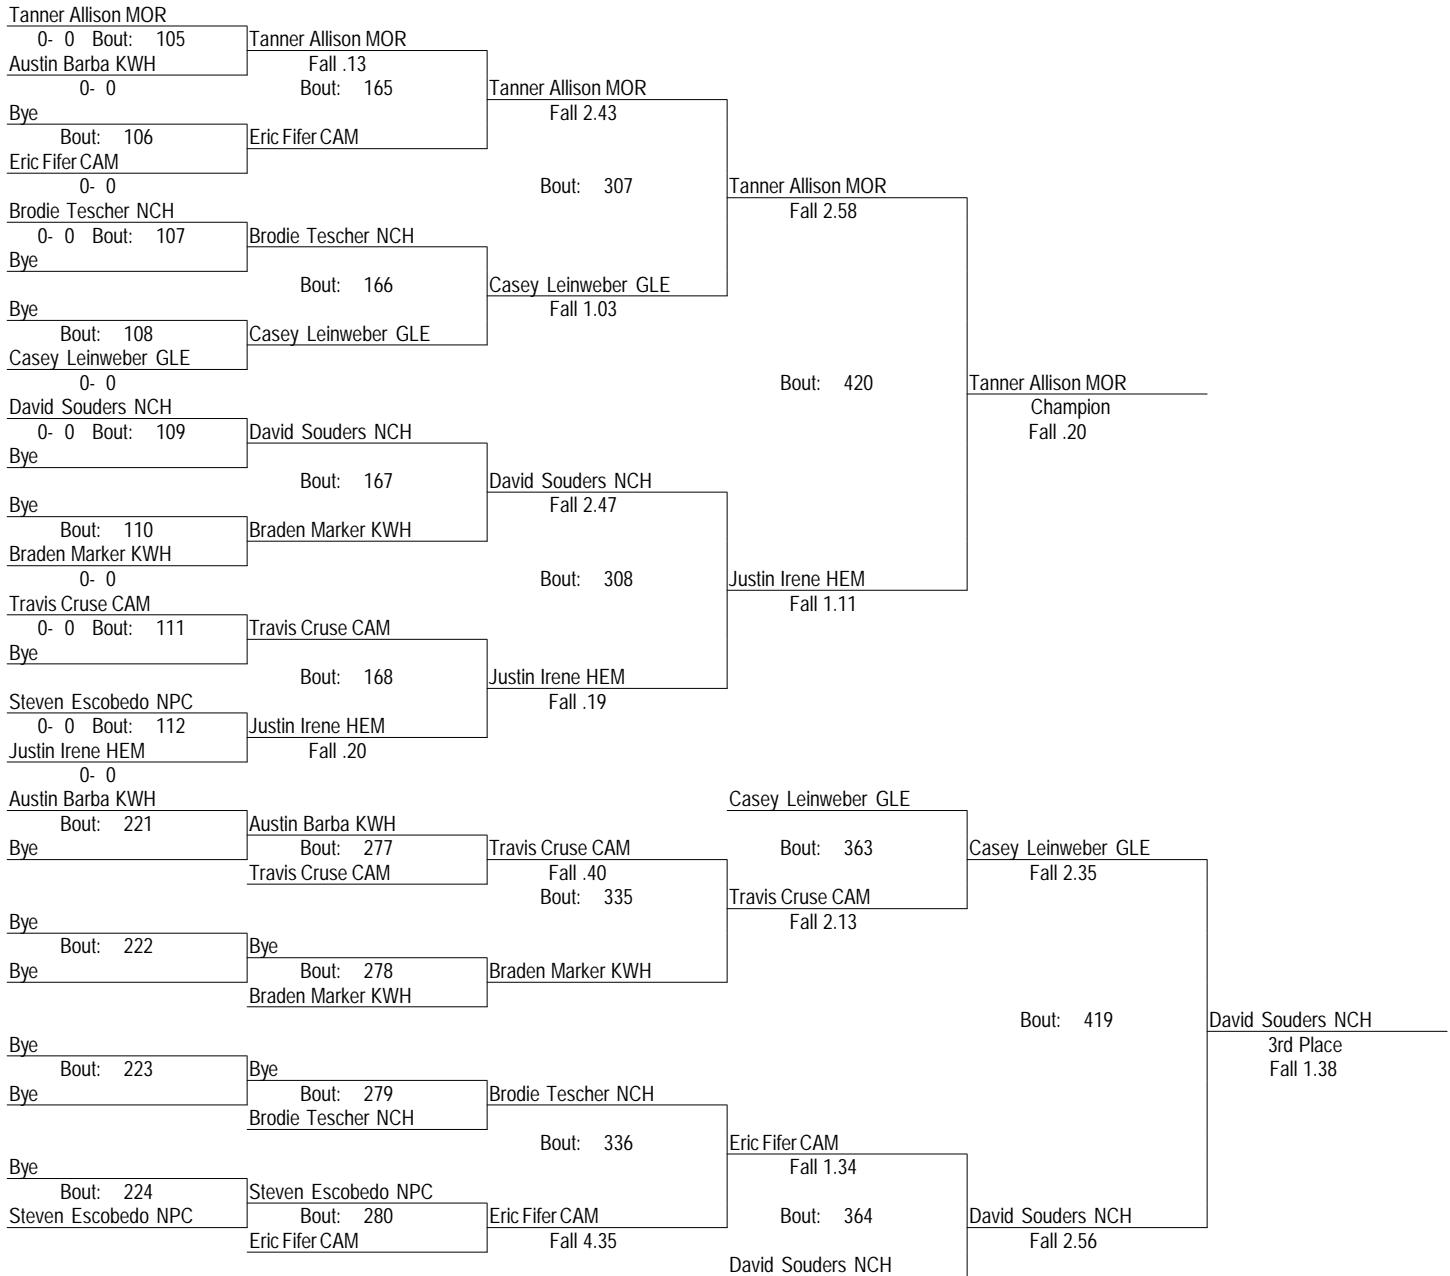 Tanner Allison MOR
0- 0 Bout: 105 Tanner Allison MOR
Austin Barba KWH Fall .13
0- 0 Bout: 165 Tanner Allison MOR
Bye Fall 2.43
Bout: 106 Eric Fifer CAM
Eric Fifer CAM
0- 0 Bout: 307 Tanner Allison MOR
Brodie Tescher NCH Fall 2.58
0- 0 Bout: 107 Brodie Tescher NCH
Bye
Bout: 166 Casey Leinweber GLE
Bye Fall 1.03
Bout: 108 Casey Leinweber GLE
Casey Leinweber GLE
0- 0 Bout: 420 Tanner Allison MOR
David Souders NCH Champion
0- 0 Bout: 109 David Souders NCH Fall .20
Bye
Bout: 167 David Souders NCH
Bye Fall 2.47
Bout: 110 Braden Marker KWH
Braden Marker KWH
0- 0 Bout: 308 Justin Irene HEM
Travis Cruse CAM Fall 1.11
0- 0 Bout: 111 Travis Cruse CAM
Bye
Bout: 168 Justin Irene HEM
Steven Escobedo NPC Fall .19
0- 0 Bout: 112 Justin Irene HEM
Justin Irene HEM Fall .20
0- 0
Austin Barba KWH Casey Leinweber GLE
Bout: 221 Austin Barba KWH
Bye Bout: 277 Travis Cruse CAM Bout: 363 Casey Leinweber GLE
Travis Cruse CAM Fall .40 Fall 2.35
Bout: 335 Travis Cruse CAM
Bye Fall 2.13
Bout: 222 Bye
Bye Bout: 278 Braden Marker KWH
Braden Marker KWH
Bout: 419 David Souders NCH
Bye 3rd Place
Bout: 223 Bye Fall 1.38
Bye Bout: 279 Brodie Tescher NCH
Brodie Tescher NCH
Bout: 336 Eric Fifer CAM
Bye Fall 1.34
Bout: 224 Steven Escobedo NPC
Steven Escobedo NPC Bout: 280 Eric Fifer CAM Bout: 364 David Souders NCH
Eric Fifer CAM Fall 4.35 Fall 2.56
David Souders NCH